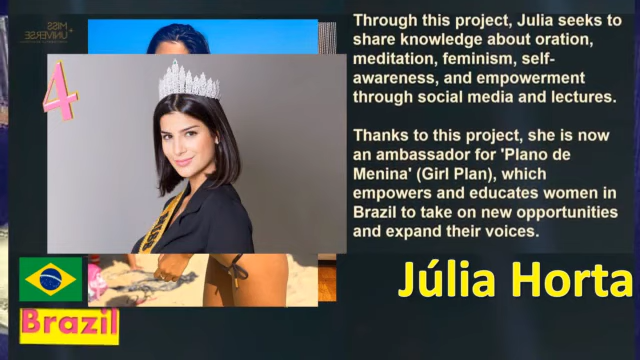 MISS
UNIVERSE
4
Through this project, Julia seeks to
share knowledge about oration,
meditation, feminism, self-
awareness, and empowerment
through social media and lectures.
Thanks to this project, she is now
an ambassador for 'Plano de
Menina' (Girl Plan), which
empowers and educates women in
Brazil to take on new opportunities
and expand their voices.
Júlia Horta
Brazil